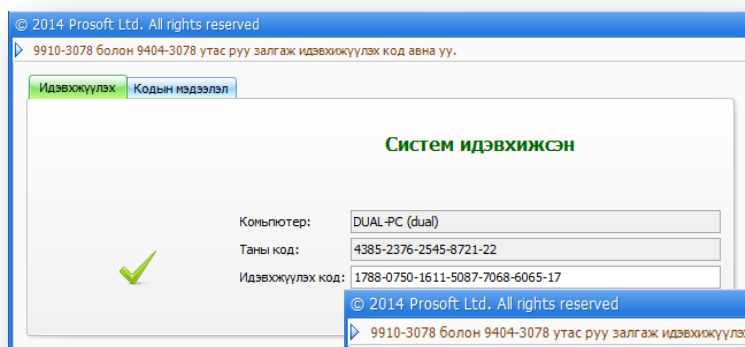 © 2014 Prosoft Ltd. All rights reserved
9910-3078 болон 9404-3078 утас руу залгаж идэвхижүүлэх код авна уу.
Идэвхжүүлэх Кодын мэдээлэл
Систем идэвхижсэн
Компютер: DUAL-PC (dual)
Таны код: 4385-2376-2545-8721-22
Идэвхжүүлэх код: 1788-0750-1611-5087-7068-6065-17
© 2014 Prosoft Ltd. All rights reserved
9910-3078 болон 9404-3078 утас руу залгаж